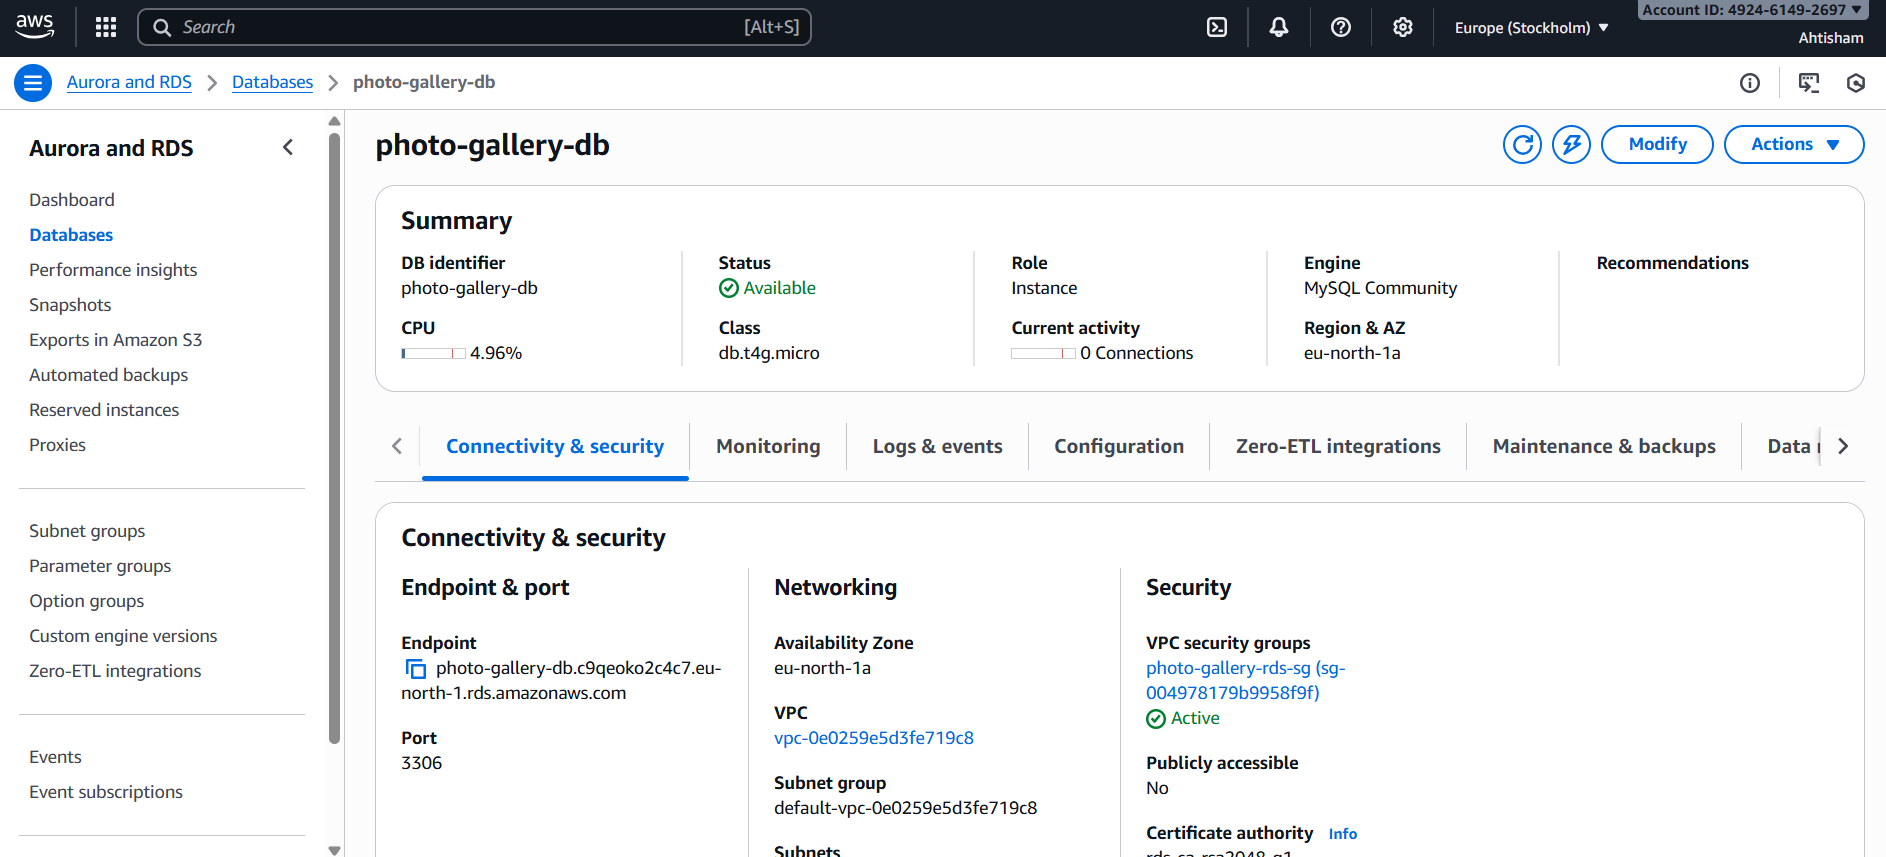 aws
Search
[Alt+S]
Europe (Stockholm)
Account ID: 4924-6149-2697
Ahtisham
Aurora and RDS
Databases
photo-gallery-db
Aurora and RDS
Dashboard
Databases
Performance insights
Snapshots
Exports in Amazon S3
Automated backups
Reserved instances
Proxies
Subnet groups
Parameter groups
Option groups
Custom engine versions
Zero-ETL integrations
Events
Event subscriptions
photo-gallery-db
Modify
Actions
Summary
DB identifier
photo-gallery-db
CPU
4.96%
Status
Available
Class
db.t4g.micro
Role
Instance
Current activity
0 Connections
Engine
MySQL Community
Region & AZ
eu-north-1a
Recommendations
Connectivity & security
Monitoring
Logs & events
Configuration
Zero-ETL integrations
Maintenance & backups
Data
Connectivity & security
Endpoint & port
Endpoint
photo-gallery-db.c9qeoko2c4c7.eu-
north-1.rds.amazonaws.com
Port
3306
Networking
Availability Zone
eu-north-1a
VPC
vpc-0e0259e5d3fe719c8
Subnet group
default-vpc-0e0259e5d3fe719c8
Subnets
Security
VPC security groups
photo-gallery-rds-sg (sg-
004978179b9958f9f)
Active
Publicly accessible
No
Certificate authority Info
rds-ca-rsa2048-g1